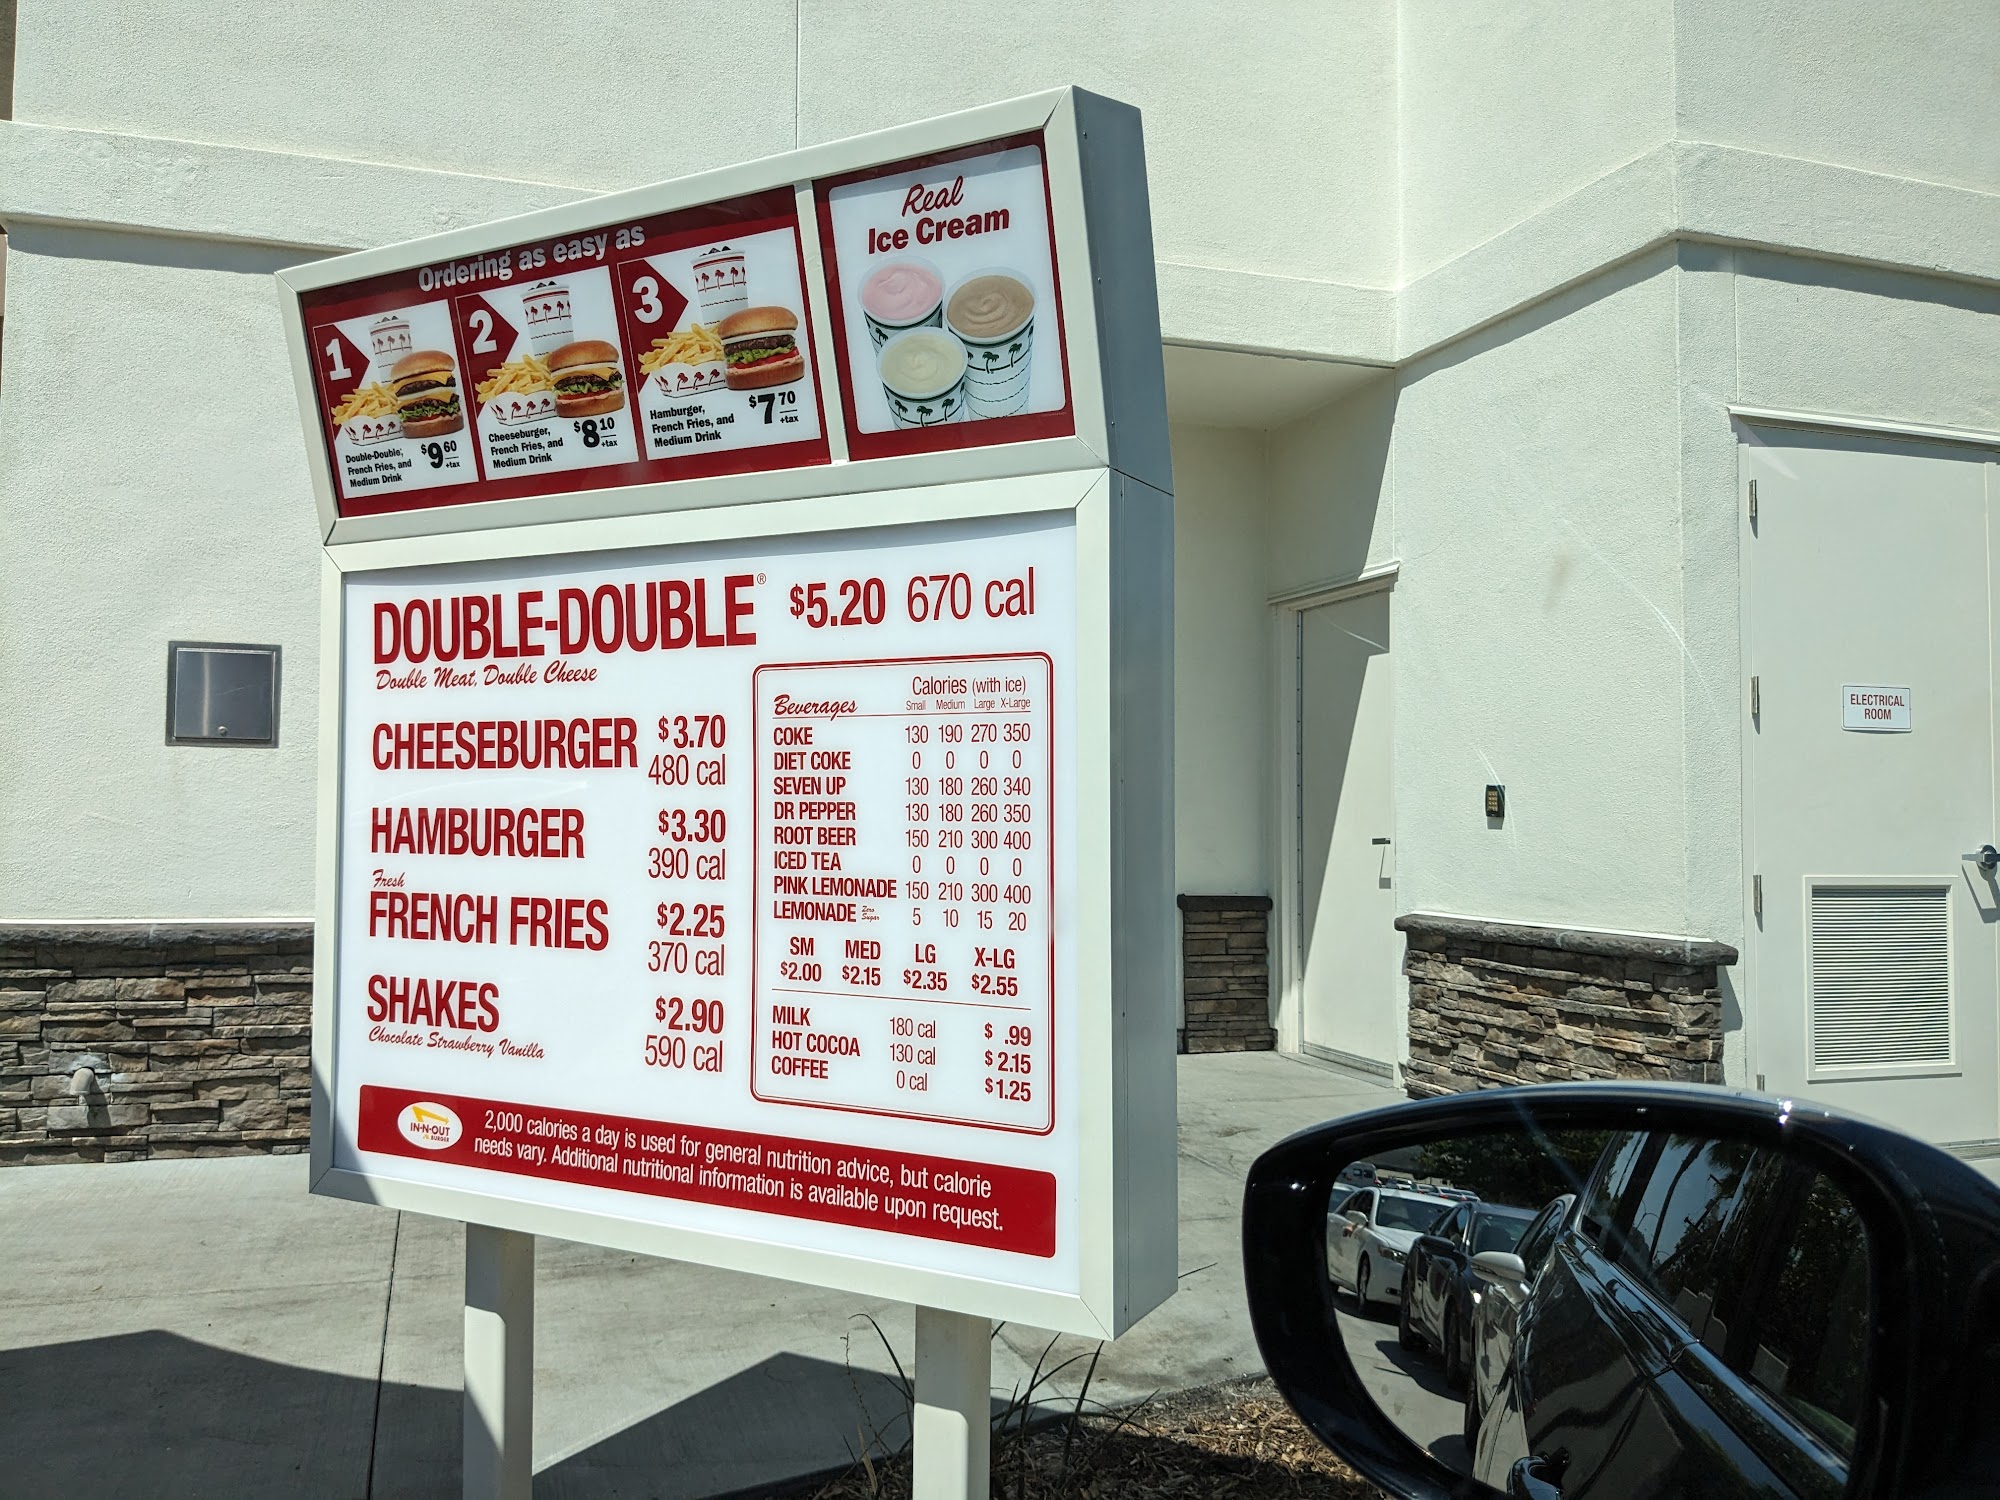 Ordering as easy as
1
Double-Double,
French Fries, and
Medium Drink
$9 60
+tax
2
Cheeseburger,
French Fries, and
Medium Drink
$8 10
+tax
3
Hamburger,
French Fries, and
Medium Drink
$7 70
+tax
Real
Ice Cream
DOUBLE-DOUBLE® $5.20 670 cal
Double Meat, Double Cheese
CHEESEBURGER $3.70
480 cal
HAMBURGER $3.30
390 cal
Fresh
FRENCH FRIES $2.25
370 cal
SHAKES $2.90
Chocolate Strawberry Vanilla 590 cal
Calories (with ice)
Beverages Small Medium Large X-Large
COKE 130 190 270 350
DIET COKE 0 0 0 0
SEVEN UP 130 180 260 340
DR PEPPER 130 180 260 350
ROOT BEER 150 210 300 400
ICED TEA 0 0 0 0
PINK LEMONADE 150 210 300 400
LEMONADE Zero Sugar 5 10 15 20
SM MED LG X-LG
$2.00 $2.15 $2.35 $2.55
MILK 180 cal $ .99
HOT COCOA 130 cal $2.15
COFFEE 0 cal $1.25
IN-N-OUT
BURGER
2,000 calories a day is used for general nutrition advice, but calorie
needs vary. Additional nutritional information is available upon request.
ELECTRICAL
ROOM